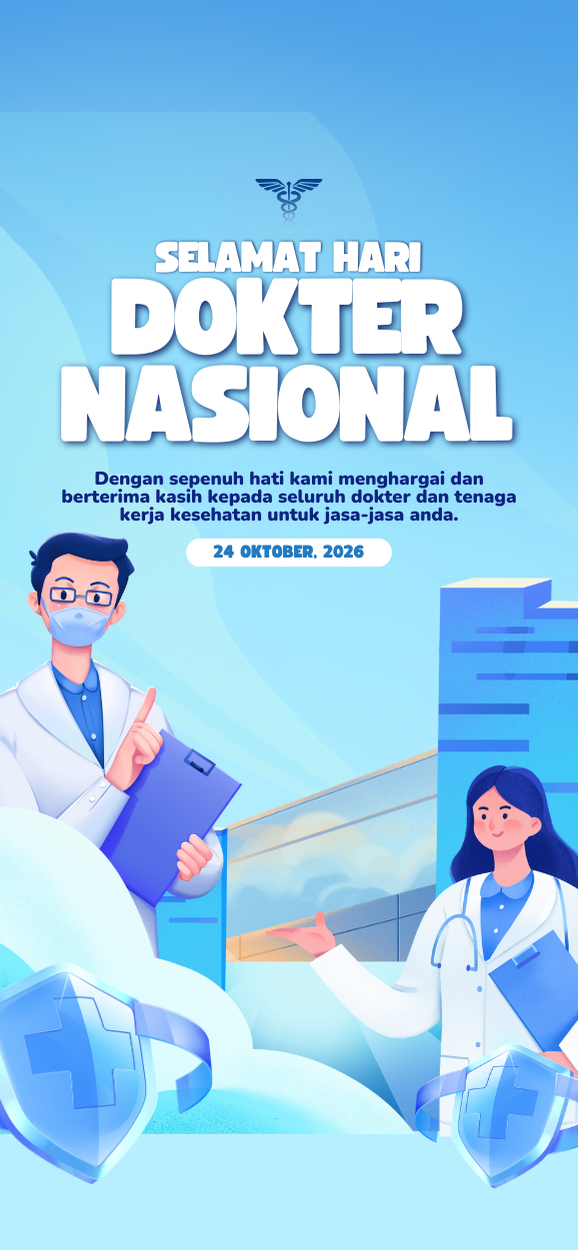 SELAMAT HARI
DOKTER
NASIONAL
Dengan sepenuh hati kami menghargai dan
berterima kasih kepada seluruh dokter dan tenaga
kerja kesehatan untuk jasa-jasa anda.
24 OKTOBER, 2026